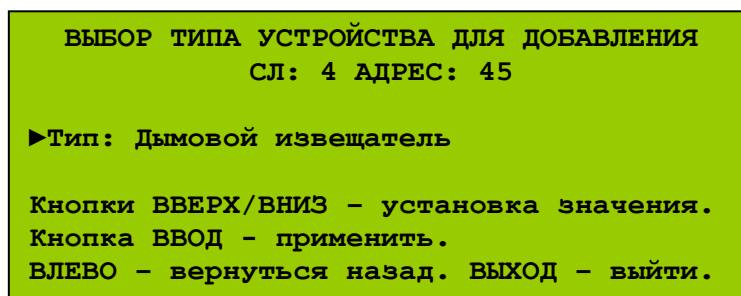 ВЫБОР ТИПА УСТРОЙСТВА ДЛЯ ДОБАВЛЕНИЯ
СЛ: 4 АДРЕС: 45
►Тип: Дымовой извещатель
Кнопки ВВЕРХ/ВНИЗ – установка значения.
Кнопка ВВОД - применить.
ВЛЕВО – вернуться назад. ВЫХОД – выйти.